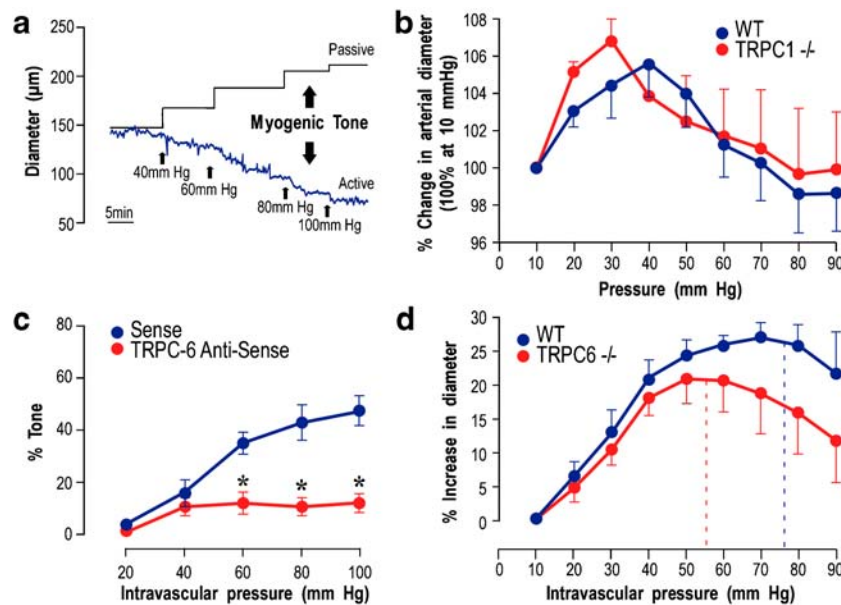 a
Diameter (µm)
250
200
150
100
50
Passive
Myogenic Tone
Active
40mm Hg
60mm Hg
80mm Hg
100mm Hg
5min
b
WT
TRPC1 -/-
% Change in arterial diameter
(100% at 10 mmHg)
108
106
104
102
100
98
96
0 10 20 30 40 50 60 70 80 90
Pressure (mm Hg)
c
Sense
TRPC-6 Anti-Sense
% Tone
80
60
40
20
0
* * *
20 40 60 80 100
Intravascular pressure (mm Hg)
d
WT
TRPC6 -/-
% Increase in diameter
30
25
20
15
10
5
0
0 10 20 30 40 50 60 70 80 90
Intravascular pressure (mm Hg)